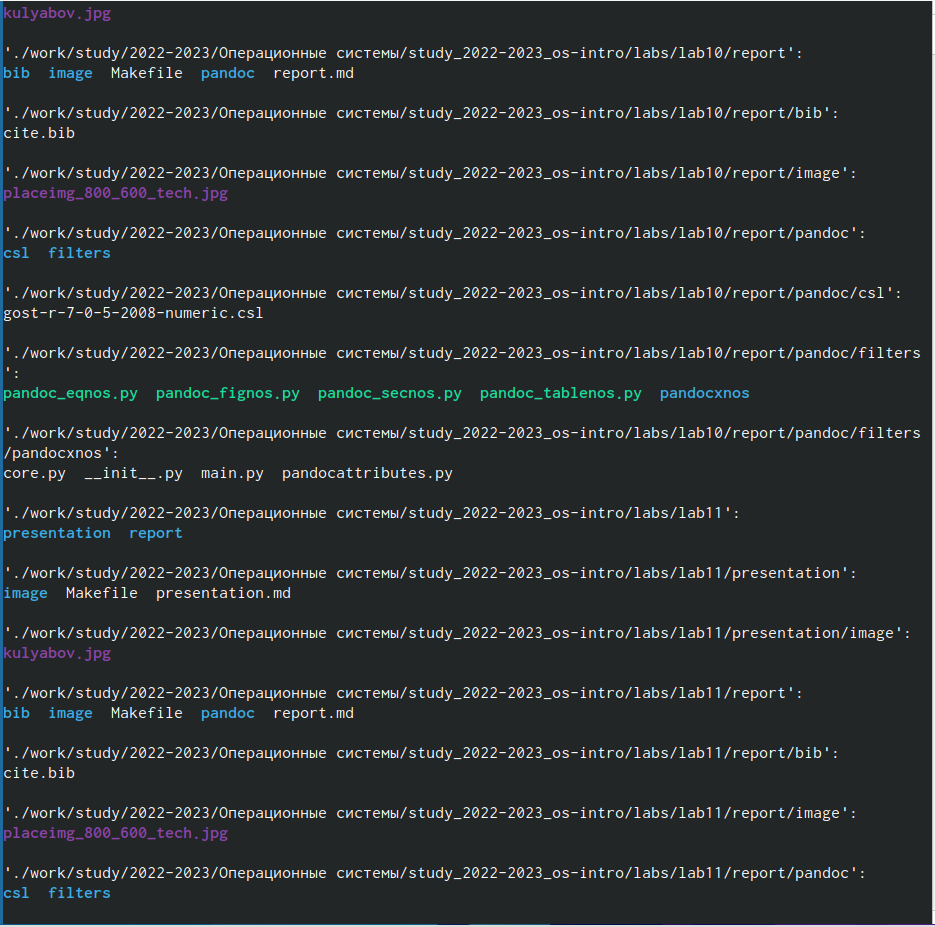 kulyabov.jpg
'./work/study/2022-2023/Операционные системы/study_2022-2023_os-intro/labs/lab10/report':
bib  image  Makefile  pandoc  report.md
'./work/study/2022-2023/Операционные системы/study_2022-2023_os-intro/labs/lab10/report/bib':
cite.bib
'./work/study/2022-2023/Операционные системы/study_2022-2023_os-intro/labs/lab10/report/image':
placeimg_800_600_tech.jpg
'./work/study/2022-2023/Операционные системы/study_2022-2023_os-intro/labs/lab10/report/pandoc':
csl  filters
'./work/study/2022-2023/Операционные системы/study_2022-2023_os-intro/labs/lab10/report/pandoc/csl':
gost-r-7-0-5-2008-numeric.csl
'./work/study/2022-2023/Операционные системы/study_2022-2023_os-intro/labs/lab10/report/pandoc/filters
':
pandoc_eqnos.py  pandoc_fignos.py  pandoc_secnos.py  pandoc_tablenos.py  pandocxnos
'./work/study/2022-2023/Операционные системы/study_2022-2023_os-intro/labs/lab10/report/pandoc/filters
/pandocxnos':
core.py  __init__.py  main.py  pandocattributes.py
'./work/study/2022-2023/Операционные системы/study_2022-2023_os-intro/labs/lab11':
presentation  report
'./work/study/2022-2023/Операционные системы/study_2022-2023_os-intro/labs/lab11/presentation':
image  Makefile  presentation.md
'./work/study/2022-2023/Операционные системы/study_2022-2023_os-intro/labs/lab11/presentation/image':
kulyabov.jpg
'./work/study/2022-2023/Операционные системы/study_2022-2023_os-intro/labs/lab11/report':
bib  image  Makefile  pandoc  report.md
'./work/study/2022-2023/Операционные системы/study_2022-2023_os-intro/labs/lab11/report/bib':
cite.bib
'./work/study/2022-2023/Операционные системы/study_2022-2023_os-intro/labs/lab11/report/image':
placeimg_800_600_tech.jpg
'./work/study/2022-2023/Операционные системы/study_2022-2023_os-intro/labs/lab11/report/pandoc':
csl  filters